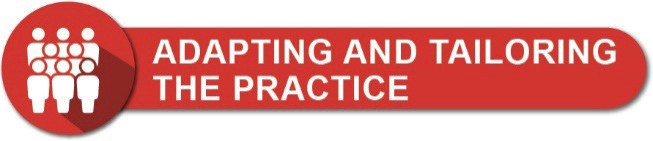 ADAPTING AND TAILORING
THE PRACTICE